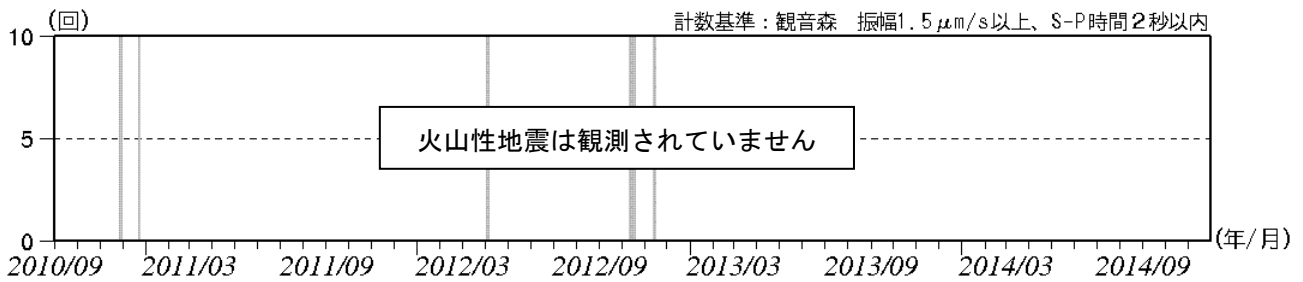 (回)
計数基準:観音森 振幅1.5μm/s以上、S-P時間2秒以内
10
5
0
火山性地震は観測されていません
(年/月)
2010/09 2011/03 2011/09 2012/03 2012/09 2013/03 2013/09 2014/03 2014/09